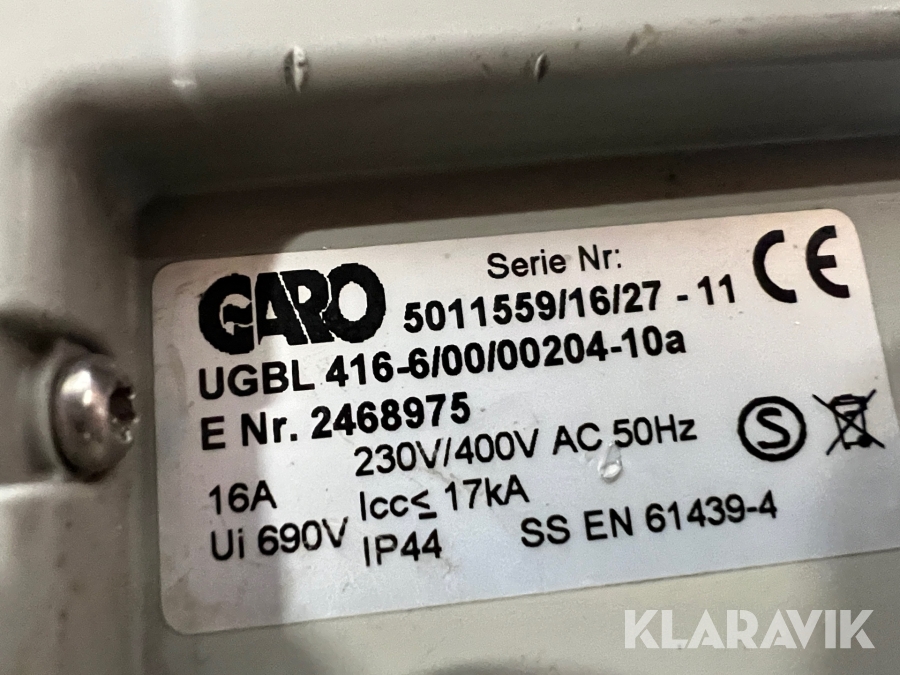 GARO
Serie Nr:
5011559/16/27 - 11
CE
UGBL 416-6/00/00204-10a
E Nr. 2468975
230V/400V AC 50Hz
S
16A
Icc≤ 17kA
Ui 690V
IP44
SS EN 61439-4
KLARAVIK